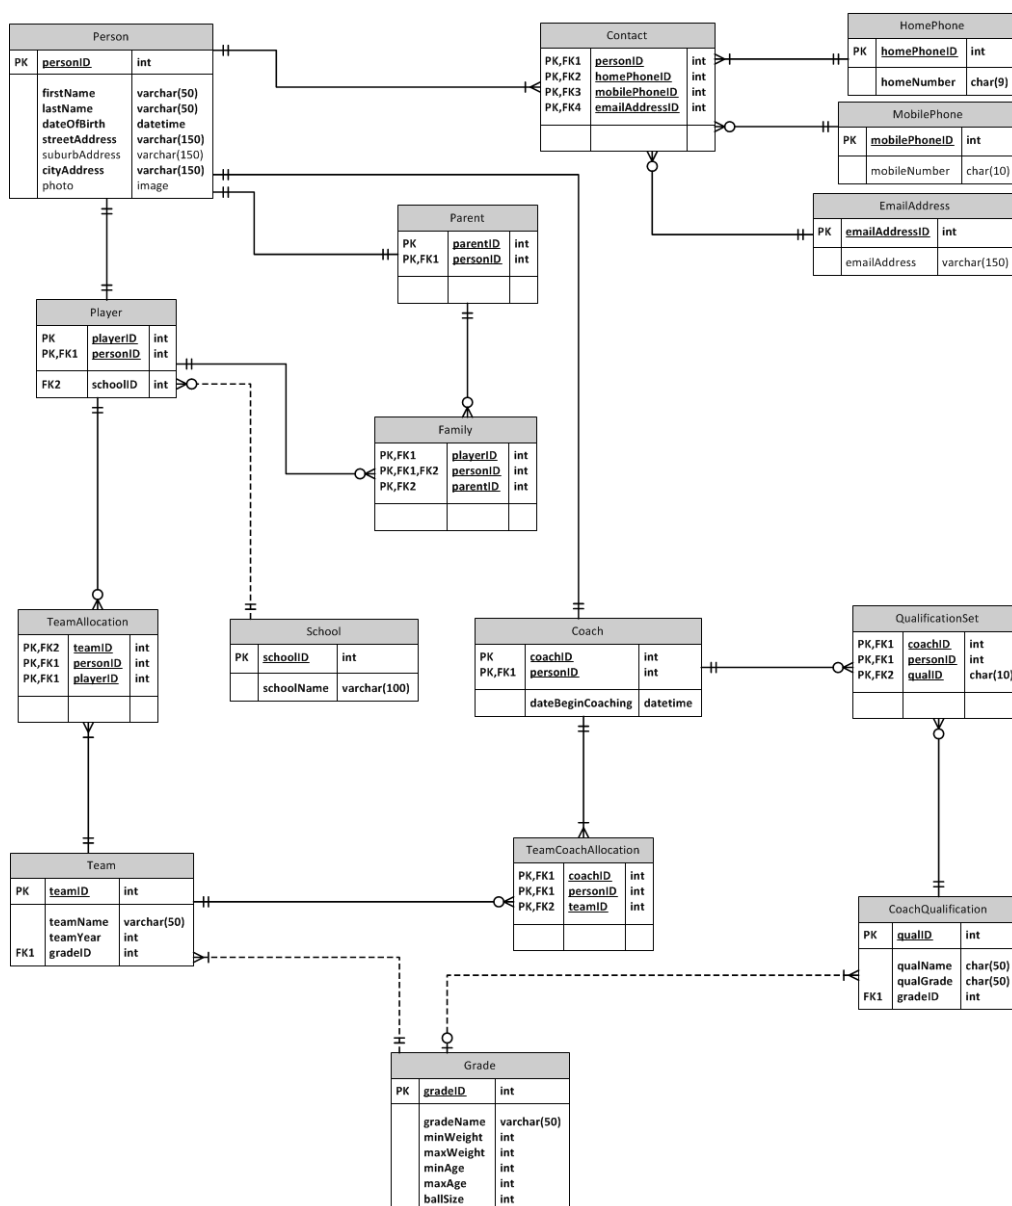 Person
PK personID int
firstName varchar(50)
lastName varchar(50)
dateOfBirth datetime
streetAddress varchar(150)
suburbAddress varchar(150)
cityAddress varchar(150)
photo image
Contact
PK,FK1 personID int
PK,FK2 homePhoneID int
PK,FK3 mobilePhoneID int
PK,FK4 emailAddressID int
HomePhone
PK homePhoneID int
homeNumber char(9)
MobilePhone
PK mobilePhoneID int
mobileNumber char(10)
EmailAddress
PK emailAddressID int
emailAddress varchar(150)
Parent
PK parentID int
PK,FK1 personID int
Player
PK playerID int
PK,FK1 personID int
FK2 schoolID int
Family
PK,FK1 playerID int
PK,FK1,FK2 personID int
PK,FK2 parentID int
TeamAllocation
PK,FK2 teamID int
PK,FK1 personID int
PK,FK1 playerID int
School
PK schoolID int
schoolName varchar(100)
Coach
PK coachID int
PK,FK1 personID int
dateBeginCoaching datetime
QualificationSet
PK,FK1 coachID int
PK,FK1 personID int
PK,FK2 qualID char(10)
Team
PK teamID int
teamName varchar(50)
teamYear int
FK1 gradeID int
TeamCoachAllocation
PK,FK1 coachID int
PK,FK1 personID int
PK,FK2 teamID int
CoachQualification
PK qualID int
qualName char(50)
qualGrade char(50)
FK1 gradeID int
Grade
PK gradeID int
gradeName varchar(50)
minWeight int
maxWeight int
minAge int
maxAge int
ballSize int